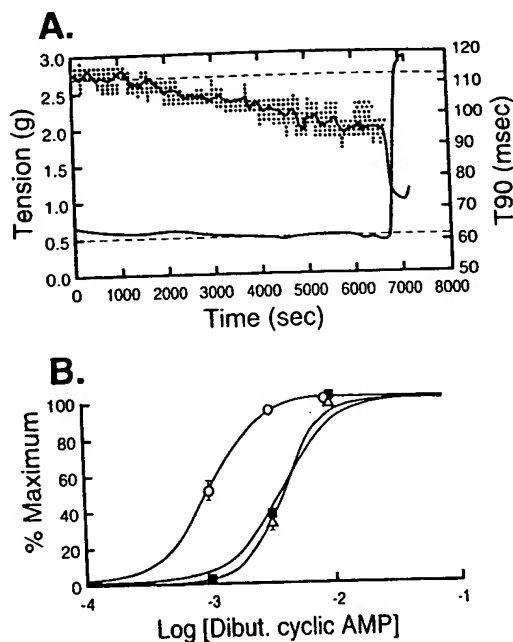 A.
3.0
2.5
2.0
1.5
1.0
0.5
0.0
Tension (g)
120
110
100
90
80
70
60
50
T90 (msec)
0 1000 2000 3000 4000 5000 6000 7000 8000
Time (sec)
B.
100
80
60
40
20
0
% Maximum
-4 -3 -2 -1
Log [Dibut. cyclic AMP]